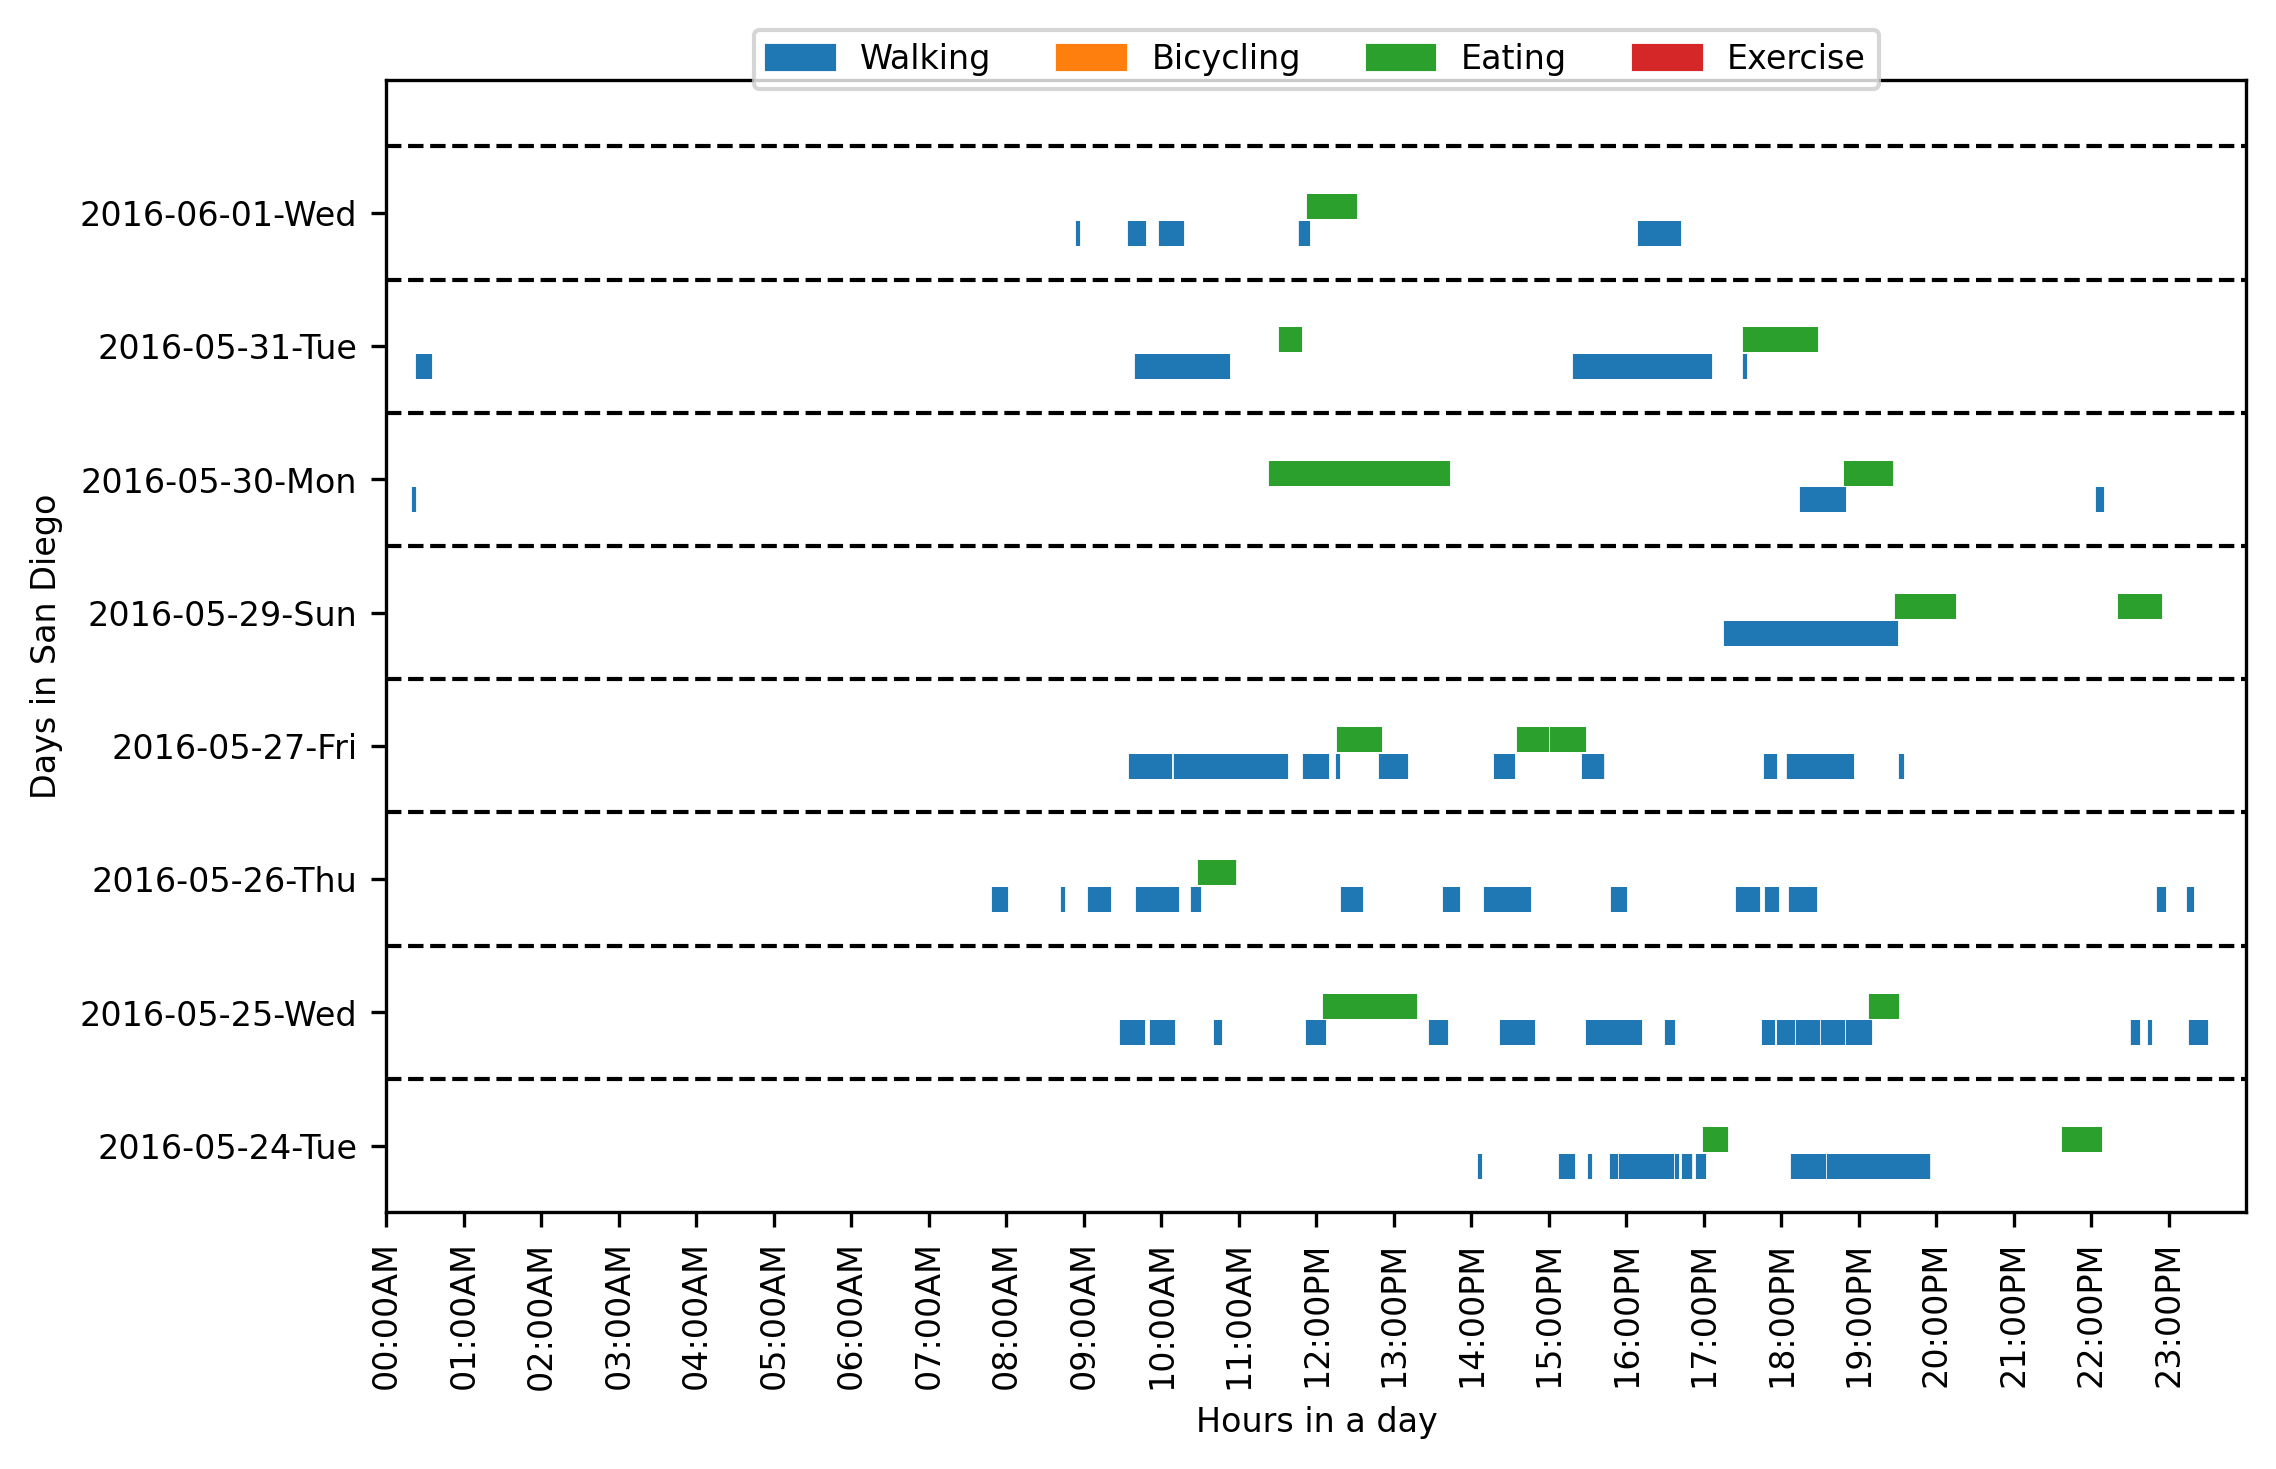 Walking Bicycling Eating Exercise
Days in San Diego
2016-06-01-Wed
2016-05-31-Tue
2016-05-30-Mon
2016-05-29-Sun
2016-05-27-Fri
2016-05-26-Thu
2016-05-25-Wed
2016-05-24-Tue
00:00AM
01:00AM
02:00AM
03:00AM
04:00AM
05:00AM
06:00AM
07:00AM
08:00AM
09:00AM
10:00AM
11:00AM
12:00PM
13:00PM
14:00PM
15:00PM
16:00PM
17:00PM
18:00PM
19:00PM
20:00PM
21:00PM
22:00PM
23:00PM
Hours in a day